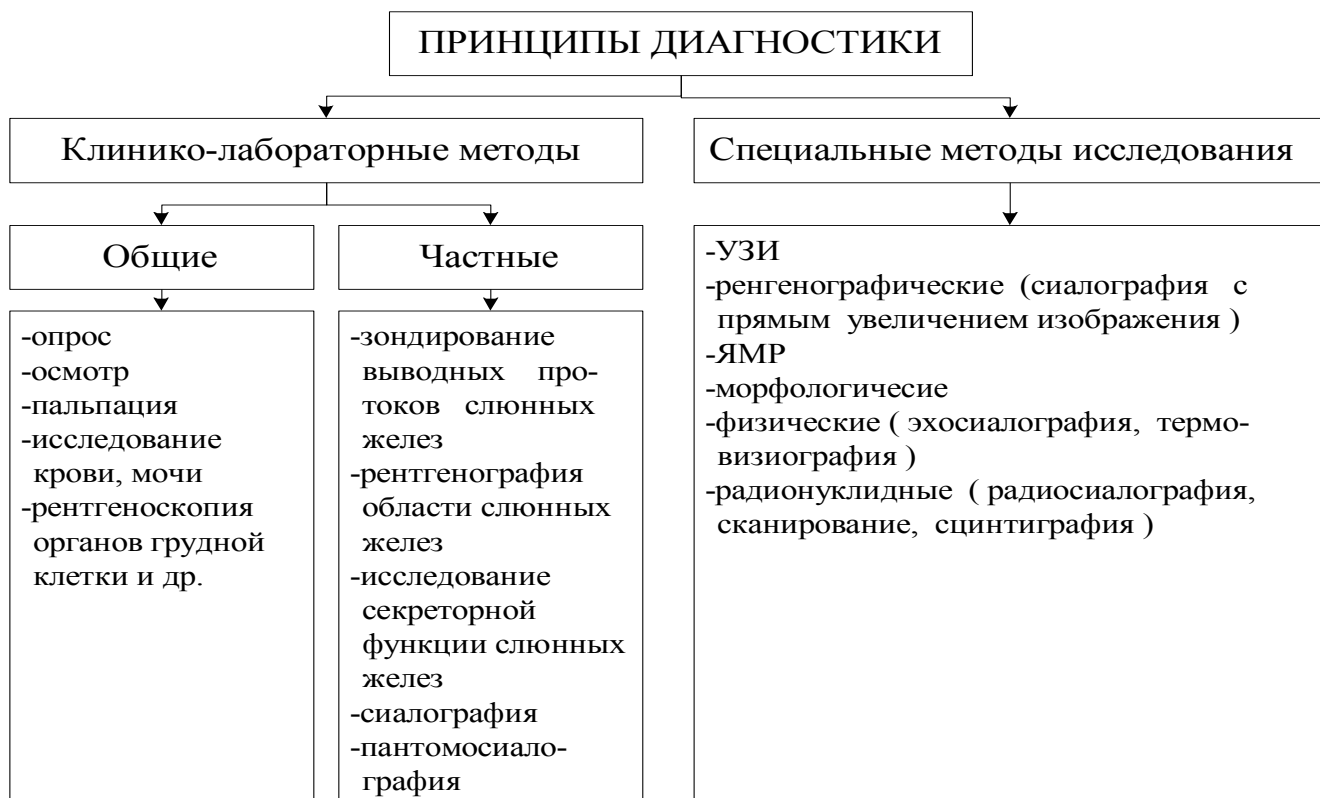 ПРИНЦИПЫ ДИАГНОСТИКИ
Клинико-лабораторные методы
Специальные методы исследования
Общие
Частные
-опрос
-осмотр
-пальпация
-исследование
крови, мочи
-рентгеноскопия
органов грудной
клетки и др.
-зондирование
выводных про-
токов слюнных
желез
-рентгенография
области слюнных
желез
-исследование
секреторной
функции слюнных
желез
-сиалография
-пантомосиало-
графия
-УЗИ
-ренгенографические (сиалография с
прямым увеличением изображения )
-ЯМР
-морфологичесие
-физические ( эхосиалография, термо-
визиография )
-радионуклидные ( радиосиалография,
сканирование, сцинтиграфия )